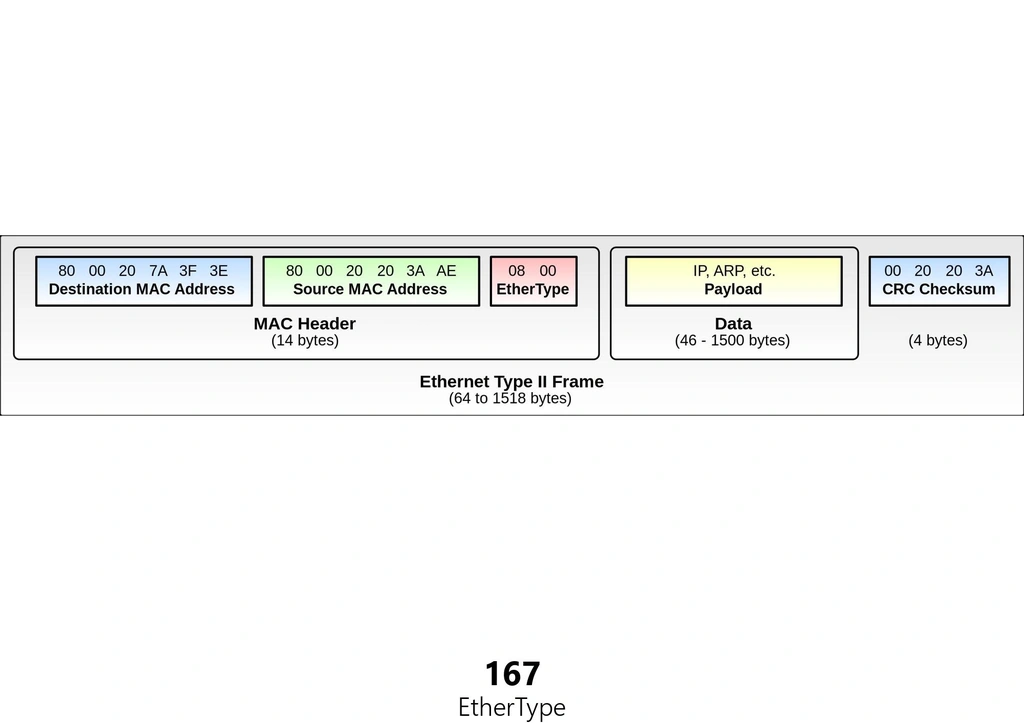 80 00 20 7A 3F 3E
Destination MAC Address
80 00 20 20 3A AE
Source MAC Address
08 00
EtherType
MAC Header
(14 bytes)
IP, ARP, etc.
Payload
Data
(46 - 1500 bytes)
00 20 20 3A
CRC Checksum
(4 bytes)
Ethernet Type II Frame
(64 to 1518 bytes)
167
EtherType